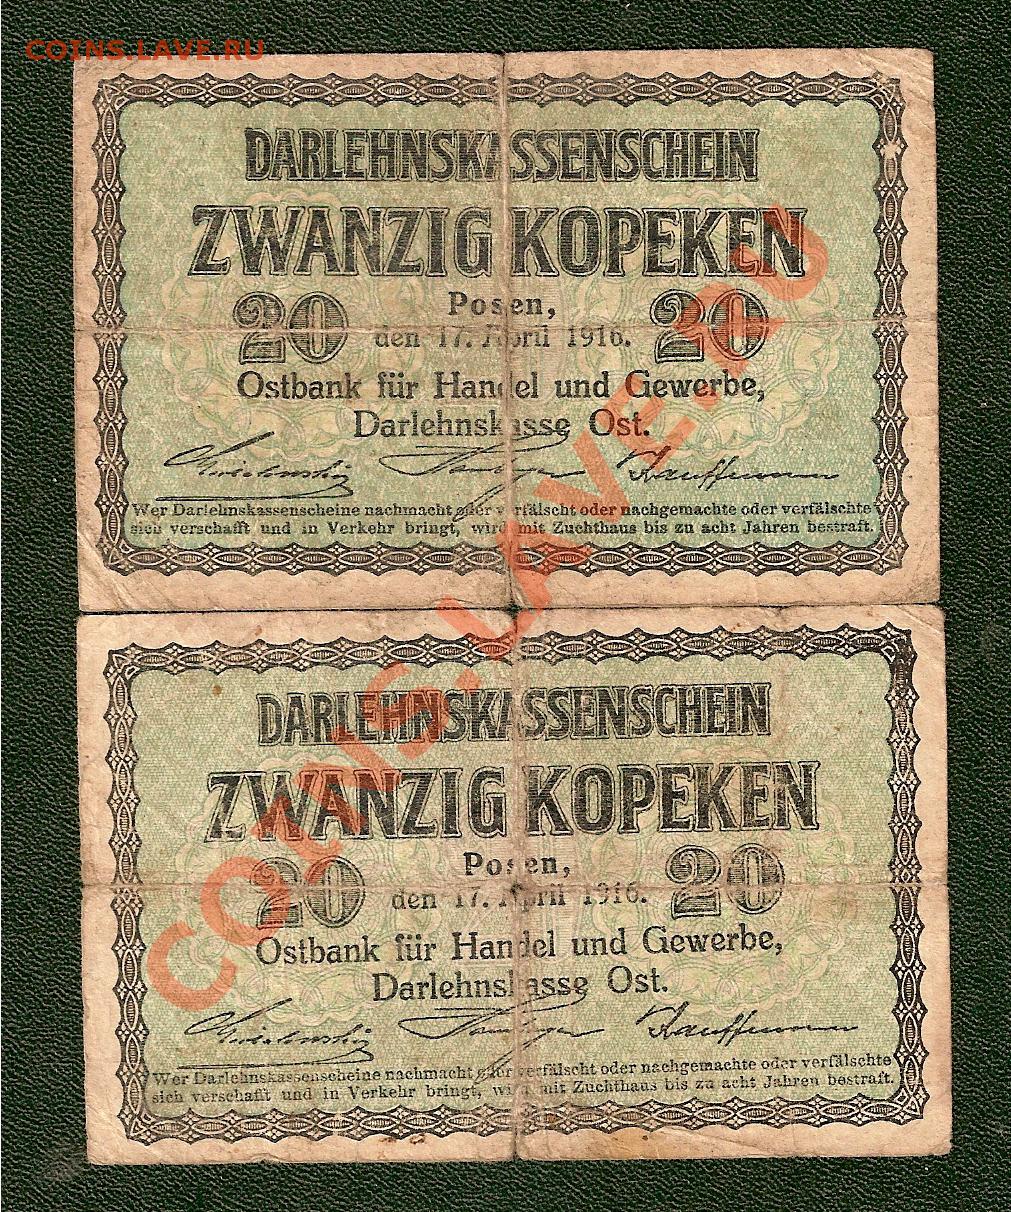 COINS.LAVE.RU
DARLEHNSKASSENSCHEIN
ZWANZIG KOPEKEN
20 Posen, 20
den 17. April 1916.
Ostbank für Handel und Gewerbe,
Darlehnskasse Ost.
Kauffmann
Wer Darlehnskassenscheine nachmacht oder verfälscht oder nachgemachte oder verfälschte
sich verschafft und in Verkehr bringt, wird mit Zuchthaus bis zu acht Jahren bestraft.
DARLEHNSKASSENSCHEIN
ZWANZIG KOPEKEN
20 Posen, 20
den 17. April 1916.
Ostbank für Handel und Gewerbe,
Darlehnskasse Ost.
Kauffmann
Wer Darlehnskassenscheine nachmacht oder verfälscht oder nachgemachte oder verfälschte
sich verschafft und in Verkehr bringt, wird mit Zuchthaus bis zu acht Jahren bestraft.
COINS.LAVE.RU